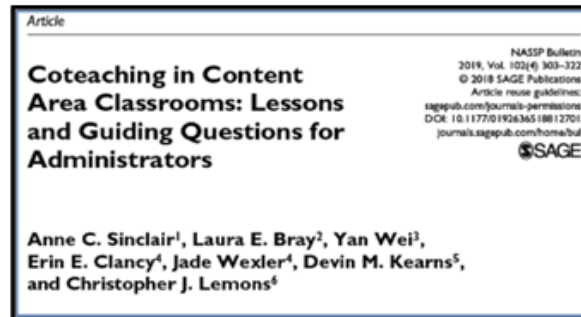 Article
NASSP Bulletin
2019, Vol. 102(4) 303–322
© 2018 SAGE Publications
Article reuse guidelines:
sagepub.com/journals-permissions
DOI: 10.1177/0192636518812701
journals.sagepub.com/home/bul
SAGE
Coteaching in Content
Area Classrooms: Lessons
and Guiding Questions for
Administrators
Anne C. Sinclair¹, Laura E. Bray², Yan Wei³,
Erin E. Clancy⁴, Jade Wexler⁴, Devin M. Kearns⁵,
and Christopher J. Lemons⁶